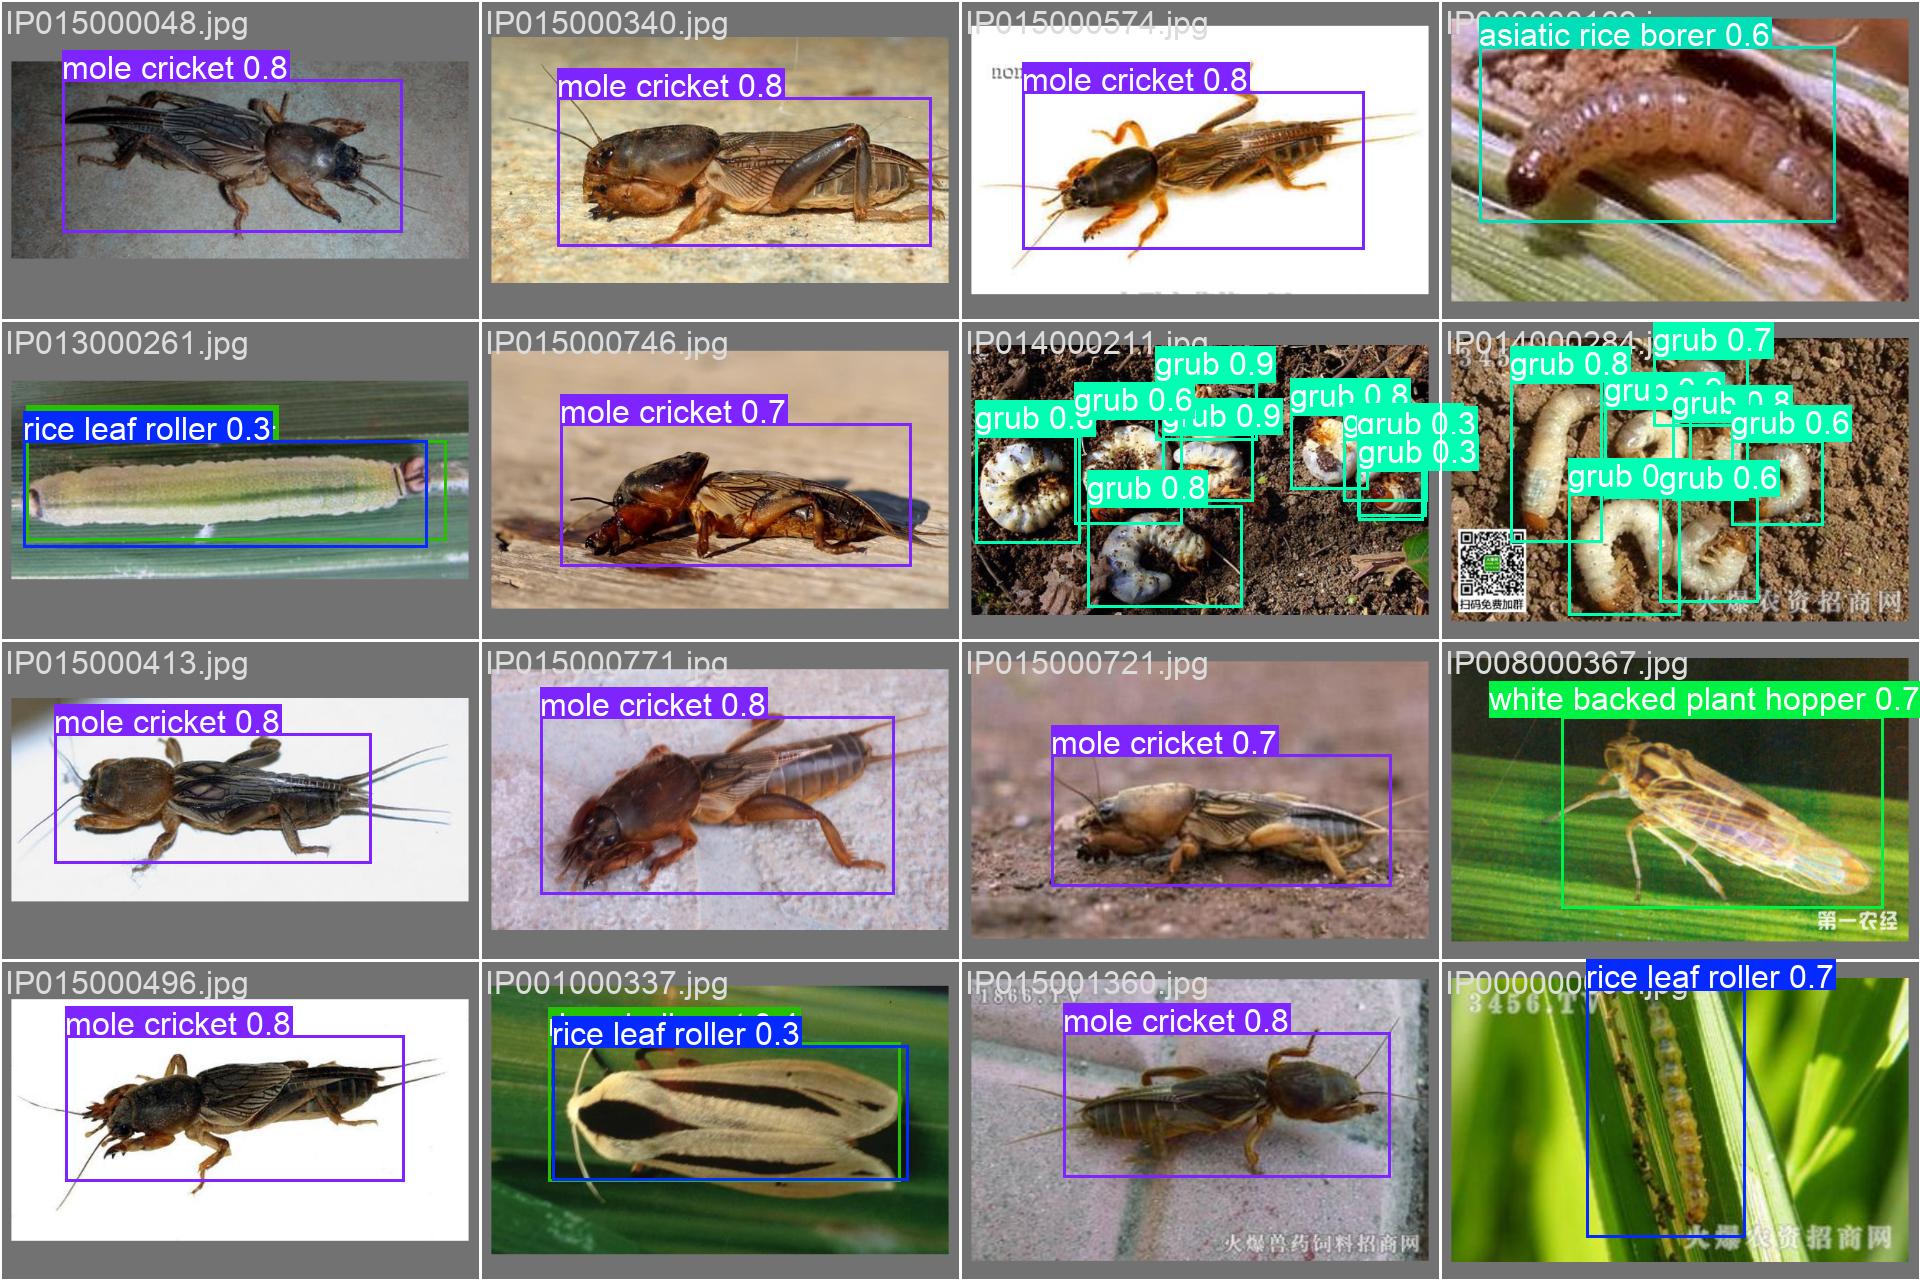 IP015000048.jpg
mole cricket 0.8
IP015000340.jpg
mole cricket 0.8
IP015000574.jpg
non
mole cricket 0.8
asiatic rice borer 0.6
IP013000261.jpg
rice leaf roller 0.3
IP015000746.jpg
mole cricket 0.7
IP014000211.jpg
grub 0.9
grub 0.8
grub 0.6
grub 0.9
grub 0.8
grub 0.3
grub 0.3
grub 0.8
IP014000284.jpg
grub 0.7
grub 0.8
grub 0.9
grub 0.8
grub 0.6
grub 0
grub 0.6
扫码免费加群
火爆农资招商网
IP015000413.jpg
mole cricket 0.8
IP015000771.jpg
mole cricket 0.8
IP015000721.jpg
mole cricket 0.7
IP008000367.jpg
white backed plant hopper 0.7
第一农经
IP015000496.jpg
mole cricket 0.8
IP001000337.jpg
rice leaf roller 0.3
IP015001360.jpg
1866.TV
mole cricket 0.8
火爆兽药饲料招商网
IP000000
rice leaf roller 0.7
3456.TV
火爆农资招商网